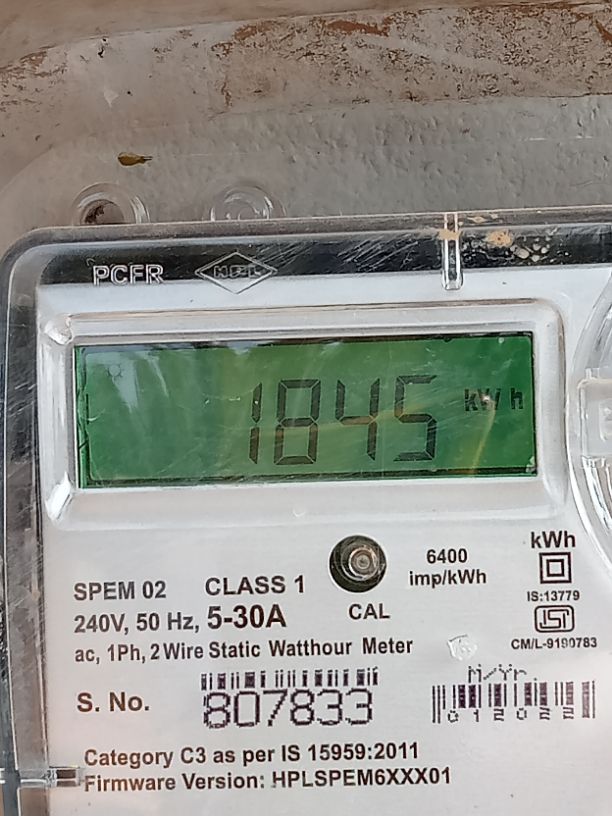 PCFR HPL
1845 kWh
6400
imp/kWh
kWh
IS:13779
SPEM 02 CLASS 1
240V, 50 Hz, 5-30A
CAL
CM/L-9190783
ac, 1Ph, 2 Wire Static Watthour Meter
M/Yr.
S. No. 807833
012022
Category C3 as per IS 15959:2011
Firmware Version: HPLSPEM6XXX01